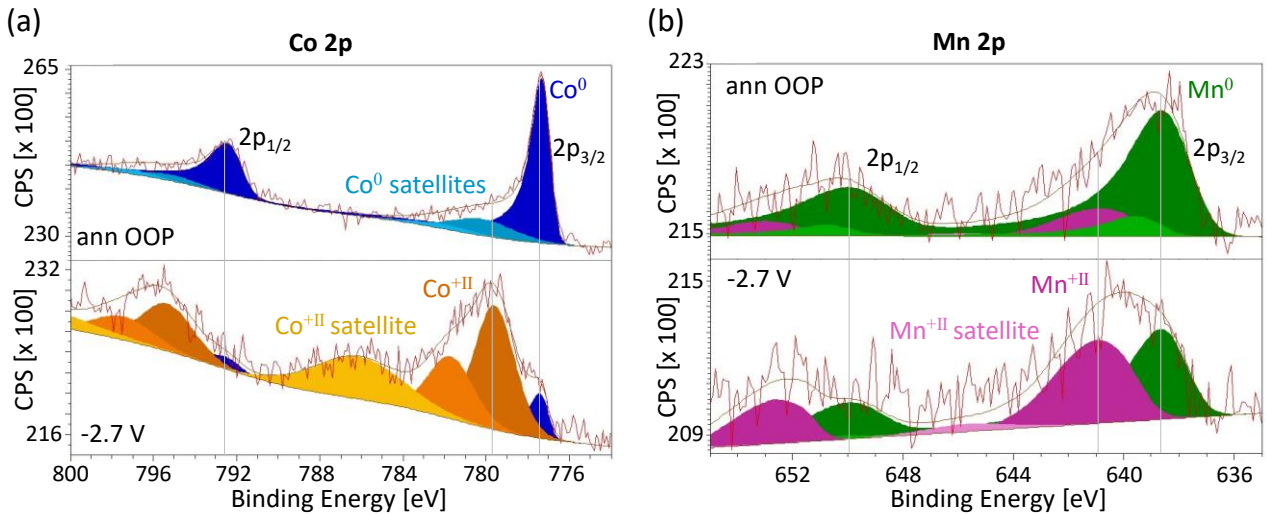 (a)
Co 2p
265
CPS [x 100]
230
2p1/2
Co0
2p3/2
Co0 satellites
ann OOP
232
CPS [x 100]
216
Co+II
Co+II satellite
-2.7 V
800 796 792 788 784 780 776
Binding Energy [eV]
(b)
Mn 2p
223
CPS [x 100]
215
ann OOP
Mn0
2p1/2
2p3/2
215
CPS [x 100]
209
-2.7 V
Mn+II
Mn+II satellite
652 648 644 640 636
Binding Energy [eV]